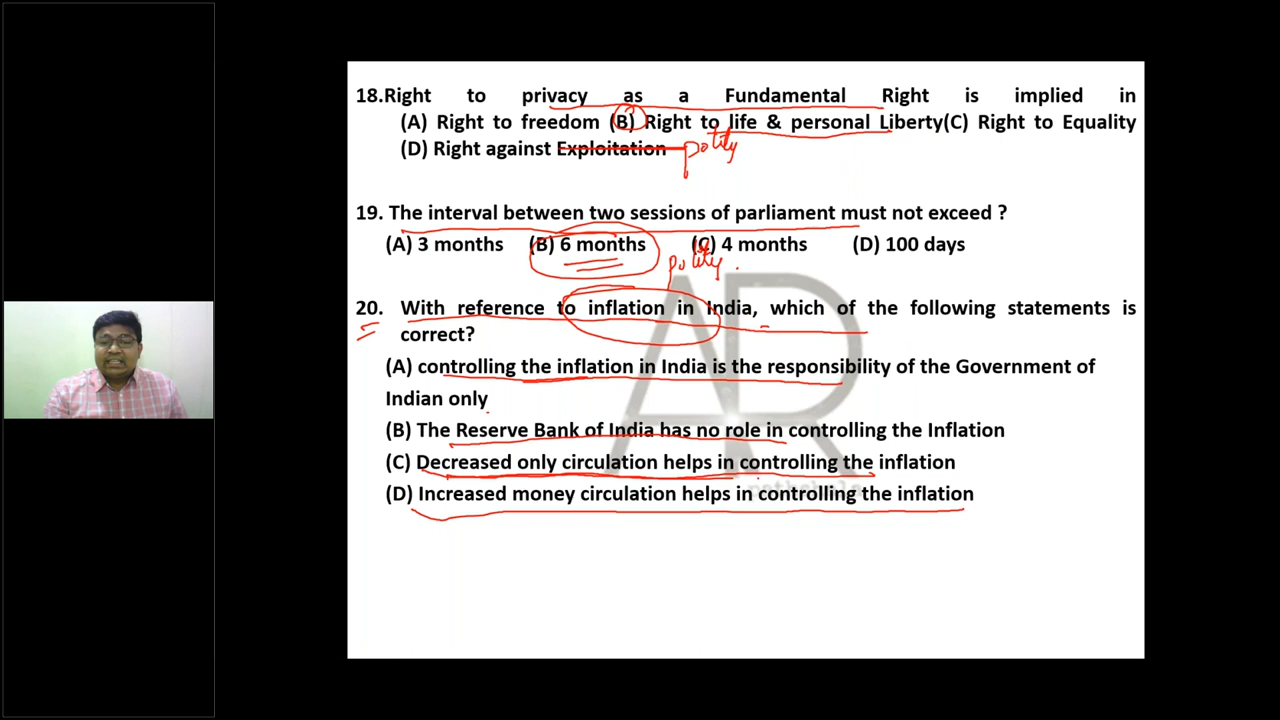 18.Right to privacy as a Fundamental Right is implied in
(A) Right to freedom (B) Right to life & personal Liberty(C) Right to Equality
(D) Right against Exploitation
polity
19. The interval between two sessions of parliament must not exceed ?
(A) 3 months (B) 6 months (C) 4 months (D) 100 days
polity.
20. With reference to inflation in India, which of the following statements is
correct?
(A) controlling the inflation in India is the responsibility of the Government of
Indian only
(B) The Reserve Bank of India has no role in controlling the Inflation
(C) Decreased only circulation helps in controlling the inflation
(D) Increased money circulation helps in controlling the inflation
AR